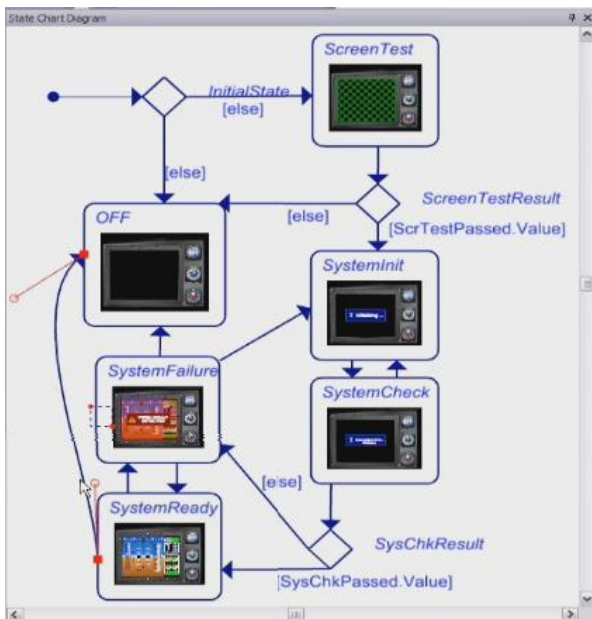 State Chart Diagram
ScreenTest
InitialState
[else]
[else]
ScreenTestResult
[else]
[ScrTestPassed.Value]
OFF
SystemInit
SystemFailure
SystemCheck
[else]
SystemReady
SysChkResult
[SysChkPassed.Value]